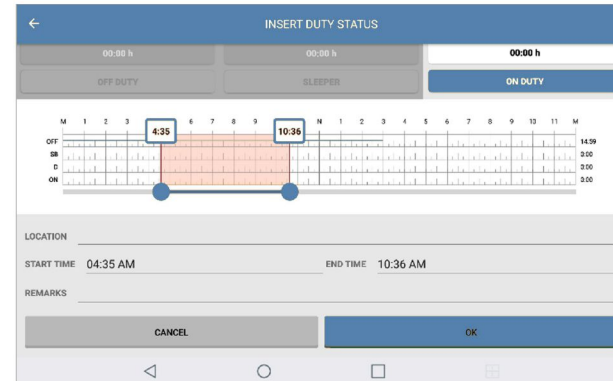 INSERT DUTY STATUS
00:00 h 00:00 h 00:00 h
OFF DUTY SLEEPER ON DUTY
M 1 2 3 6 7 8 9 N 1 2 3 4 5 6 7 8 9 10 11 M
4:35 10:36
OFF 14:59
SB 0:00
D 0:00
ON 0:00
LOCATION
START TIME 04:35 AM END TIME 10:36 AM
REMARKS
CANCEL OK